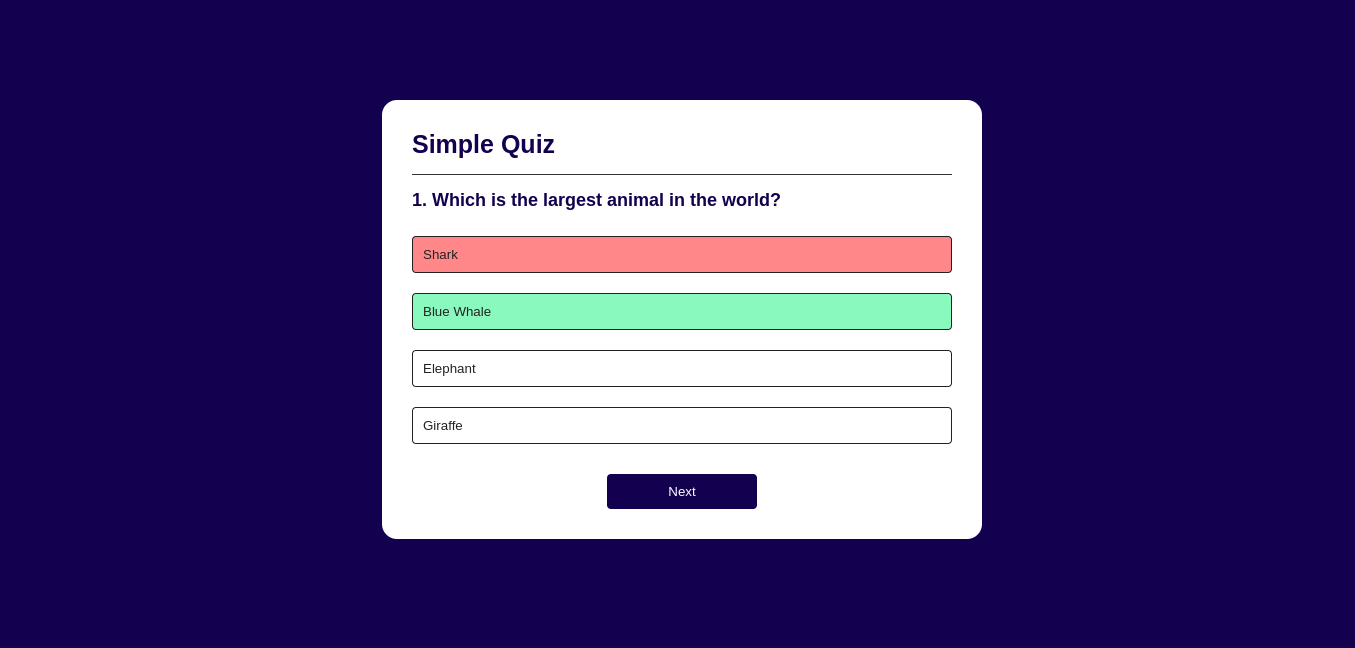 Simple Quiz
1. Which is the largest animal in the world?
Shark
Blue Whale
Elephant
Giraffe
Next